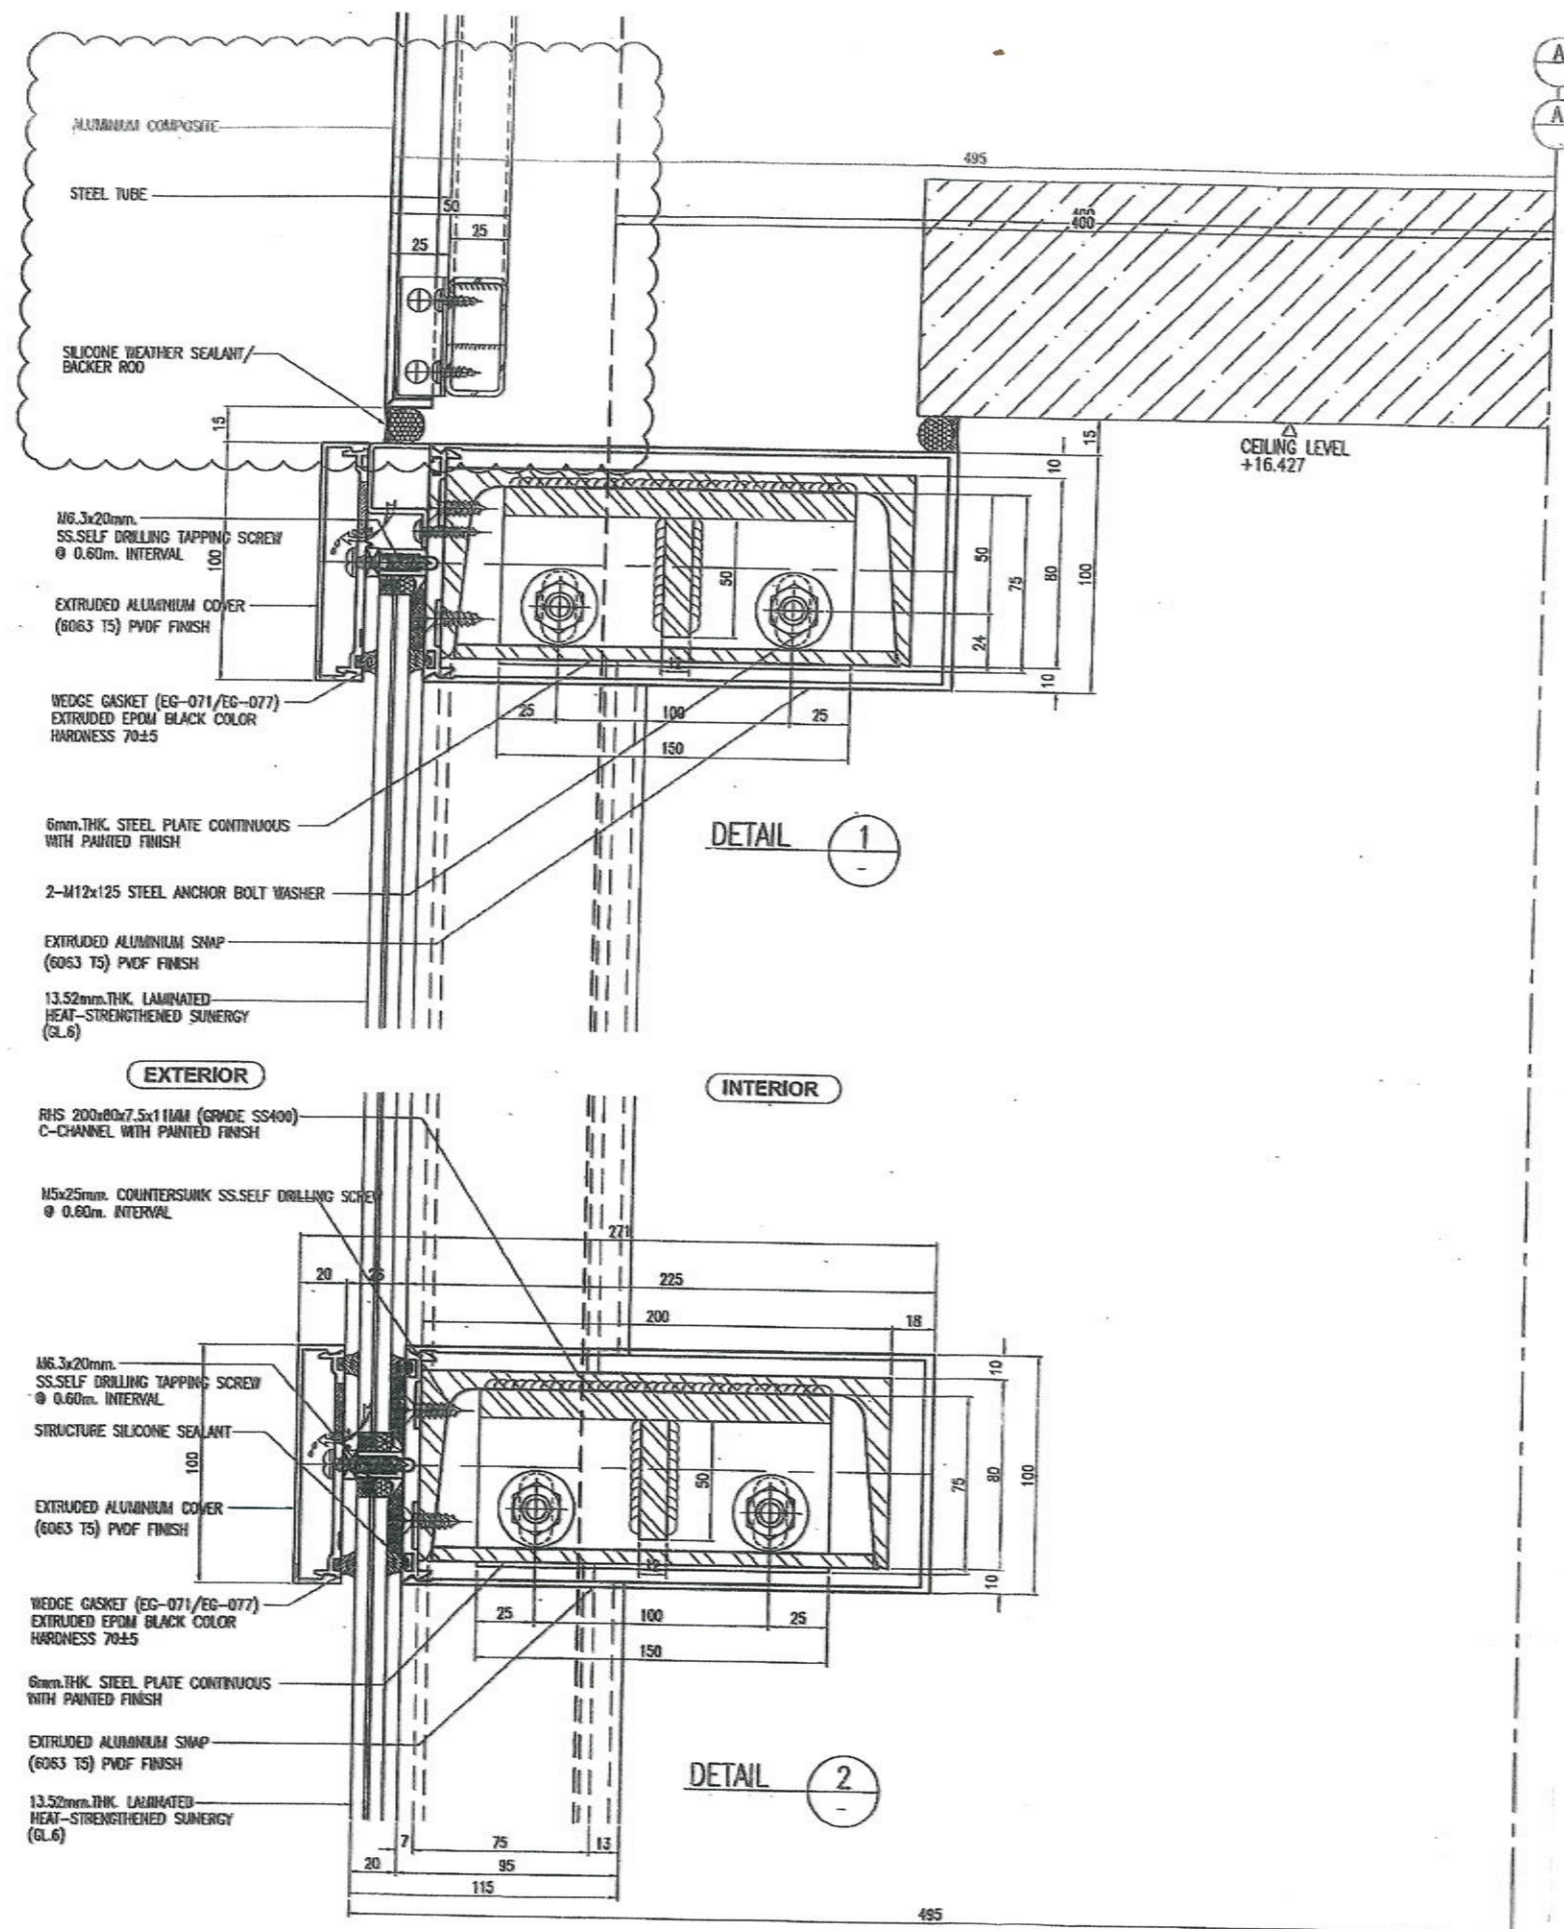 A
A
ALUMINIUM COMPOSITE
495
STEEL TUBE
50
25
25
400
400
SILICONE WEATHER SEALANT/
BACKER ROD
15
CEILING LEVEL
+16.427
15
10
M6.3x20mm.
SS.SELF DRILLING TAPPING SCREW
@ 0.60m. INTERVAL
100
50
50
75
80
100
EXTRUDED ALUMINIUM COVER
(6063 T5) PVDF FINISH
24
12
10
WEDGE GASKET (EG-071/EG-077)
EXTRUDED EPDM BLACK COLOR
HARDNESS 70±5
25
100
25
150
6mm.THK. STEEL PLATE CONTINUOUS
WITH PAINTED FINISH
DETAIL 1
-
2-M12x125 STEEL ANCHOR BOLT WASHER
EXTRUDED ALUMINIUM SNAP
(6063 T5) PVDF FINISH
13.52mm.THK. LAMINATED
HEAT-STRENGTHENED SUNERGY
(GL.6)
EXTERIOR
INTERIOR
RHS 200x80x7.5x11MM (GRADE SS400)
C-CHANNEL WITH PAINTED FINISH
M5x25mm. COUNTERSUNK SS.SELF DRILLING SCREW
@ 0.60m. INTERVAL
271
20
26
225
200
18
M6.3x20mm.
SS.SELF DRILLING TAPPING SCREW
@ 0.60m. INTERVAL
10
STRUCTURE SILICONE SEALANT
100
50
75
80
100
EXTRUDED ALUMINIUM COVER
(6063 T5) PVDF FINISH
12
10
WEDGE GASKET (EG-071/EG-077)
EXTRUDED EPDM BLACK COLOR
HARDNESS 70±5
25
100
25
150
6mm.THK. STEEL PLATE CONTINUOUS
WITH PAINTED FINISH
EXTRUDED ALUMINIUM SNAP
(6063 T5) PVDF FINISH
DETAIL 2
-
13.52mm.THK. LAMINATED
HEAT-STRENGTHENED SUNERGY
(GL.6)
7
75
13
20
95
115
495